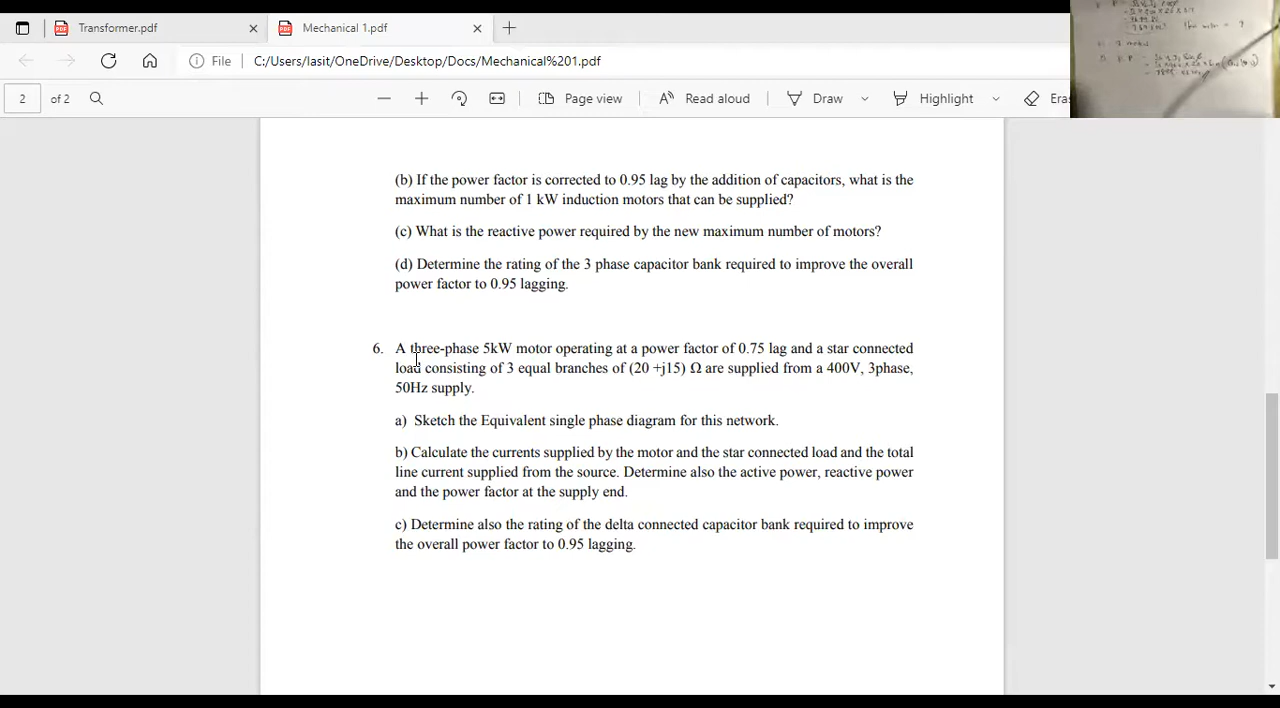 Transformer.pdf
Mechanical 1.pdf
File
C:/Users/lasit/OneDrive/Desktop/Docs/Mechanical%201.pdf
2 of 2
Page view
Read aloud
Draw
Highlight
Eras
(b) If the power factor is corrected to 0.95 lag by the addition of capacitors, what is the
maximum number of 1 kW induction motors that can be supplied?
(c) What is the reactive power required by the new maximum number of motors?
(d) Determine the rating of the 3 phase capacitor bank required to improve the overall
power factor to 0.95 lagging.
6. A three-phase 5kW motor operating at a power factor of 0.75 lag and a star connected
load consisting of 3 equal branches of (20 +j15) Ω are supplied from a 400V, 3phase,
50Hz supply.
a) Sketch the Equivalent single phase diagram for this network.
b) Calculate the currents supplied by the motor and the star connected load and the total
line current supplied from the source. Determine also the active power, reactive power
and the power factor at the supply end.
c) Determine also the rating of the delta connected capacitor bank required to improve
the overall power factor to 0.95 lagging.